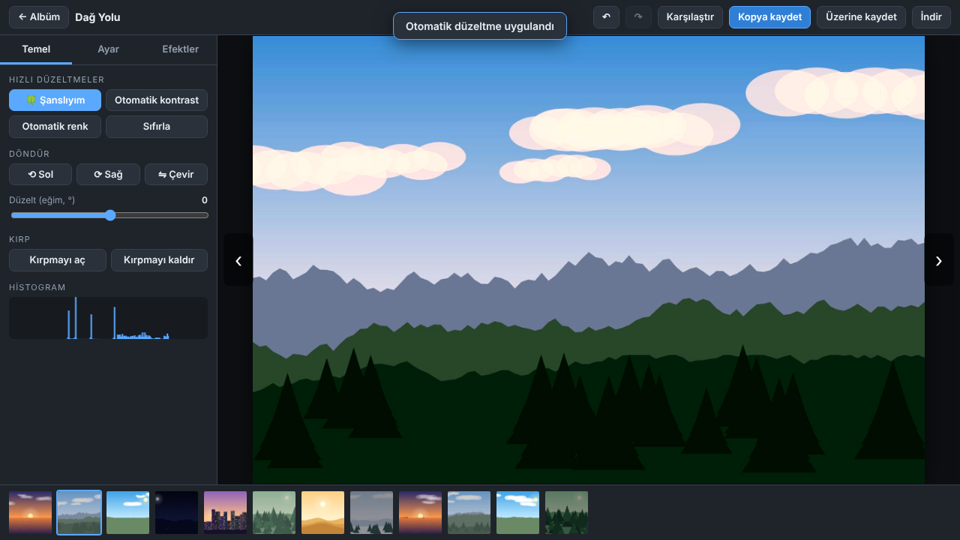 ← Albüm Dağ Yolu
Otomatik düzeltme uygulandı
↶ ↷ Karşılaştır Kopya kaydet Üzerine kaydet İndir
Temel Ayar Efektler
HIZLI DÜZELTMELER
🍀 Şanslıyım Otomatik kontrast
Otomatik renk Sıfırla
DÖNDÜR
⟲ Sol ⟳ Sağ ⇋ Çevir
Düzelt (eğim, °) 0
KIRP
Kırpmayı aç Kırpmayı kaldır
HİSTOGRAM
‹ ›